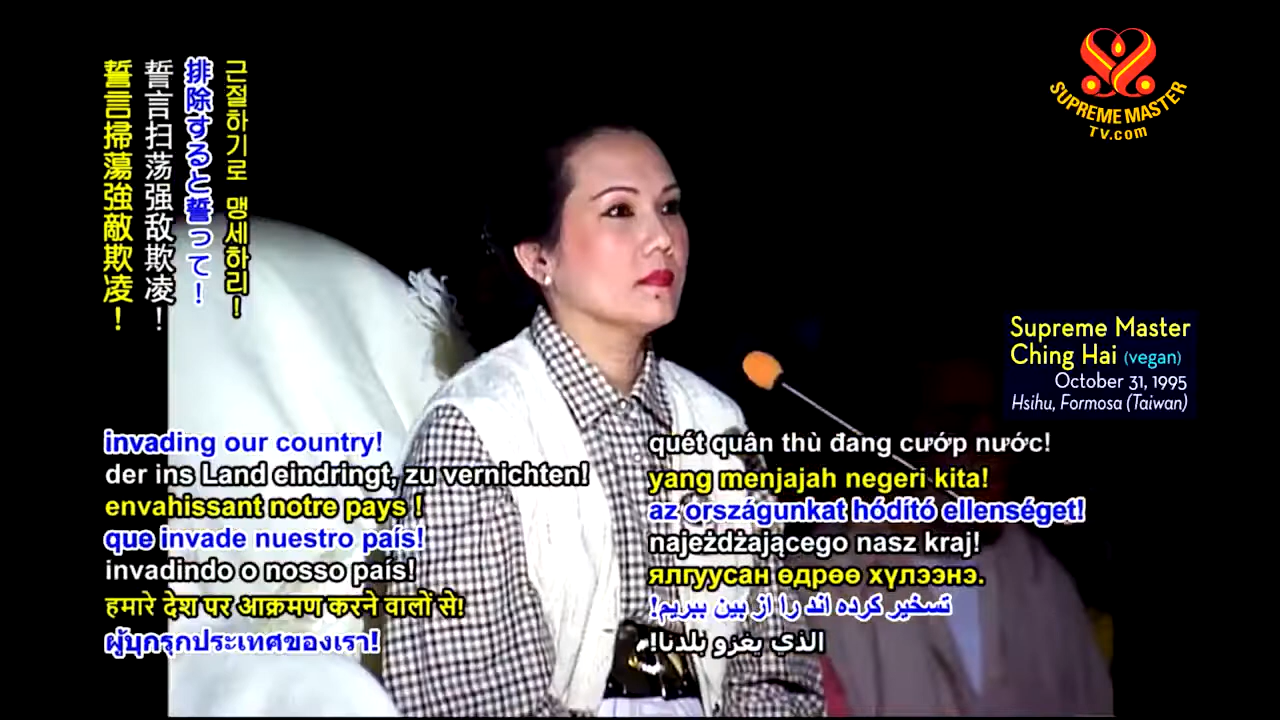 誓言掃蕩強敵欺凌！
誓言扫荡强敌欺凌！
排除すると誓って！
근절하기로 맹세하리!
SUPREME MASTER
TV.com
Supreme Master
Ching Hai (vegan)
October 31, 1995
Hsihu, Formosa (Taiwan)
invading our country!
der ins Land eindringt, zu vernichten!
envahissant notre pays !
que invade nuestro país!
invadindo o nosso país!
हमारे देश पर आक्रमण करने वालों से!
ผู้บุกรุกประเทศของเรา!
quét quân thù đang cướp nước!
yang menjajah negeri kita!
az országunkat hódító ellenséget!
najeżdżającego nasz kraj!
ялгуусан өдрөө хүлээнэ.
تسخیر کرده اند را از بین ببریم!
الذي يغزو بلدنا!